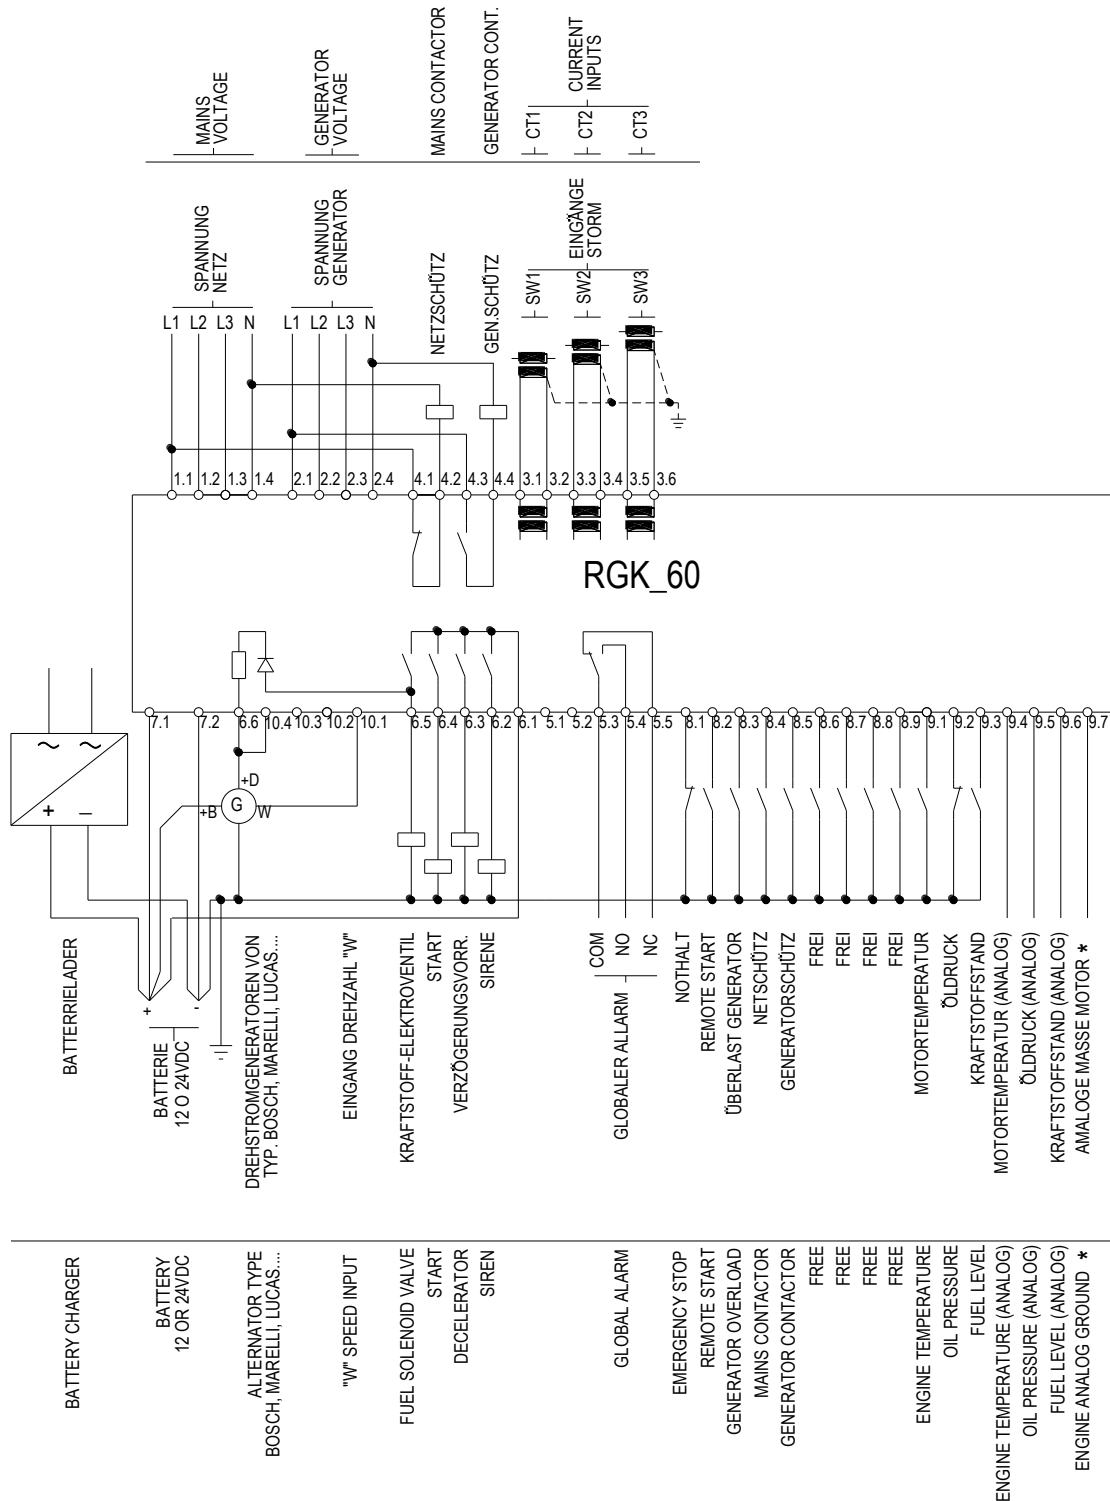 MAINS
VOLTAGE
GENERATOR
VOLTAGE
MAINS CONTACTOR
GENERATOR CONT.
CURRENT
INPUTS
CT1
CT2
CT3
SPANNUNG
NETZ
SPANNUNG
GENERATOR
NETZSCHÜTZ
GEN.SCHÜTZ
EINGÄNGE
STORM
SW1
SW2
SW3
L1 L2 L3 N
L1 L2 L3 N
1.1 1.2 1.3 1.4 2.1 2.2 2.3 2.4 4.1 4.2 4.3 4.4 3.1 3.2 3.3 3.4 3.5 3.6
RGK_60
7.1 7.2 6.6 10.4 10.3 10.2 10.1 6.5 6.4 6.3 6.2 6.1 5.1 5.2 5.3 5.4 5.5 8.1 8.2 8.3 8.4 8.5 8.6 8.7 8.8 8.9 9.1 9.2 9.3 9.4 9.5 9.6 9.7
+ –
+D
+B G W
+ -
BATTERRIELADER
BATTERIE
12 O 24VDC
DREHSTROMGENERATOREN VON
TYP. BOSCH, MARELLI, LUCAS....
EINGANG DREHZAHL "W"
KRAFTSTOFF-ELEKTROVENTIL
START
VERZÖGERUNGSVORR.
SIRENE
COM
NO
NC
GLOBALER ALLARM
NOTHALT
REMOTE START
ÜBERLAST GENERATOR
NETSCHÜTZ
GENERATORSCHÜTZ
FREI
FREI
FREI
FREI
MOTORTEMPERATUR
ÖLDRUCK
KRAFTSTOFFSTAND
MOTORTEMPERATUR (ANALOG)
ÖLDRUCK (ANALOG)
KRAFTSTOFFSTAND (ANALOG)
AMALOGE MASSE MOTOR *
BATTERY CHARGER
BATTERY
12 OR 24VDC
ALTERNATOR TYPE
BOSCH, MARELLI, LUCAS....
"W" SPEED INPUT
FUEL SOLENOID VALVE
START
DECELERATOR
SIREN
GLOBAL ALARM
EMERGENCY STOP
REMOTE START
GENERATOR OVERLOAD
MAINS CONTACTOR
GENERATOR CONTACTOR
FREE
FREE
FREE
FREE
ENGINE TEMPERATURE
OIL PRESSURE
FUEL LEVEL
ENGINE TEMPERATURE (ANALOG)
OIL PRESSURE (ANALOG)
FUEL LEVEL (ANALOG)
ENGINE ANALOG GROUND *